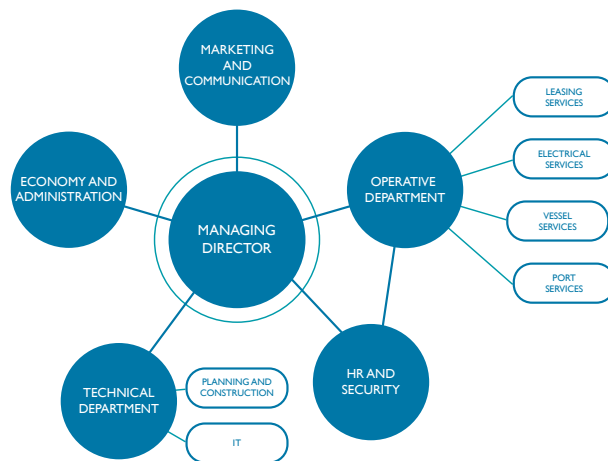 MARKETING
AND
COMMUNICATION
LEASING
SERVICES
ECONOMY AND
ADMINISTRATION
OPERATIVE
DEPARTMENT
ELECTRICAL
SERVICES
MANAGING
DIRECTOR
VESSEL
SERVICES
PORT
SERVICES
TECHNICAL
DEPARTMENT
PLANNING AND
CONSTRUCTION
IT
HR AND
SECURITY